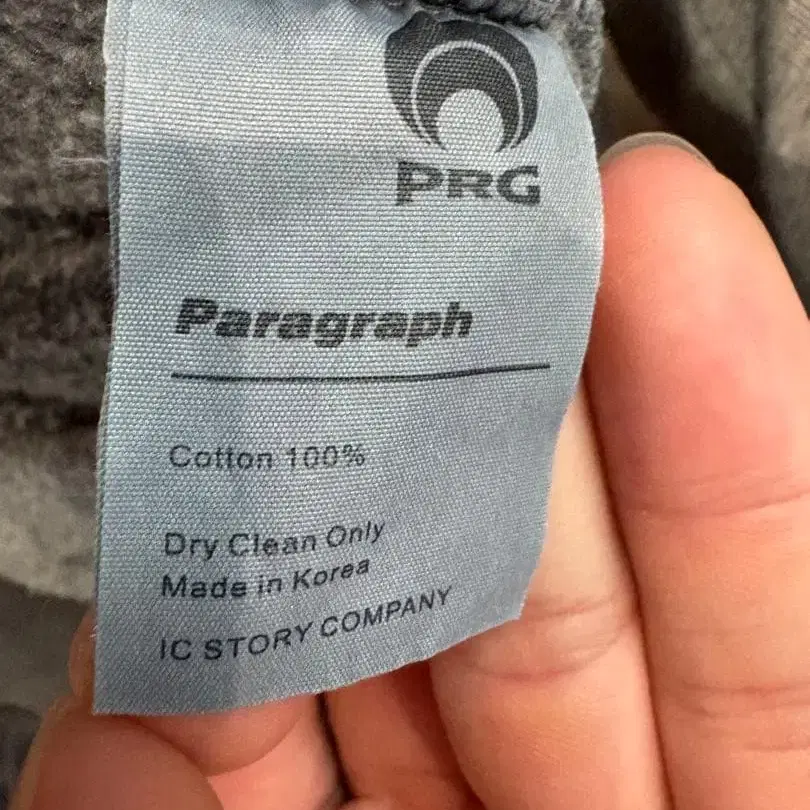 PRG
Paragraph
Cotton 100%
Dry Clean Only
Made in Korea
IC STORY COMPANY